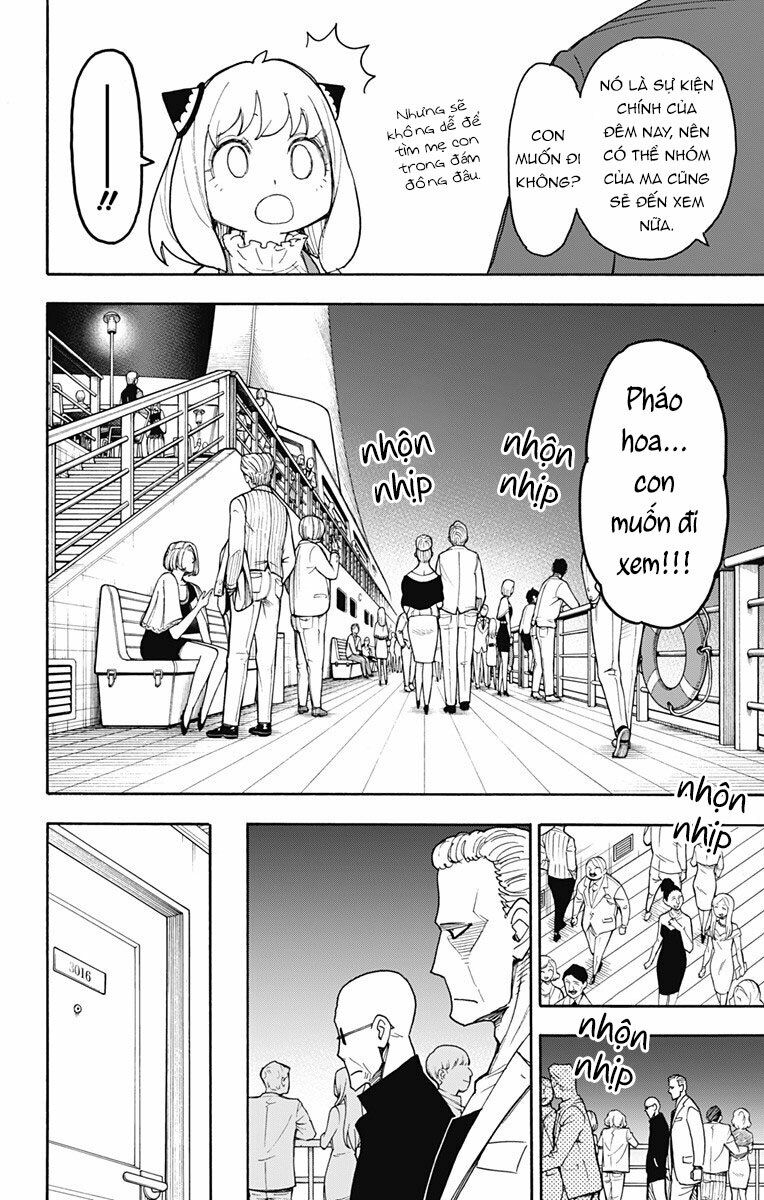 NÓ LÀ SỰ KIỆN
CHÍNH CỦA
ĐÊM NAY, NÊN
CÓ THỂ NHÓM
CỦA MA CŨNG
SẼ ĐẾN XEM
NỮA.
CON
MUỐN ĐI
KHÔNG?
Nhưng sẽ
không dễ để
tìm mẹ con
trong đám
đông đâu.
!!
Pháo
hoa...
con
muốn đi
xem!!!
nhộn
nhịp
nhộn
nhịp
nhộn
nhịp
nhộn
nhịp
3016